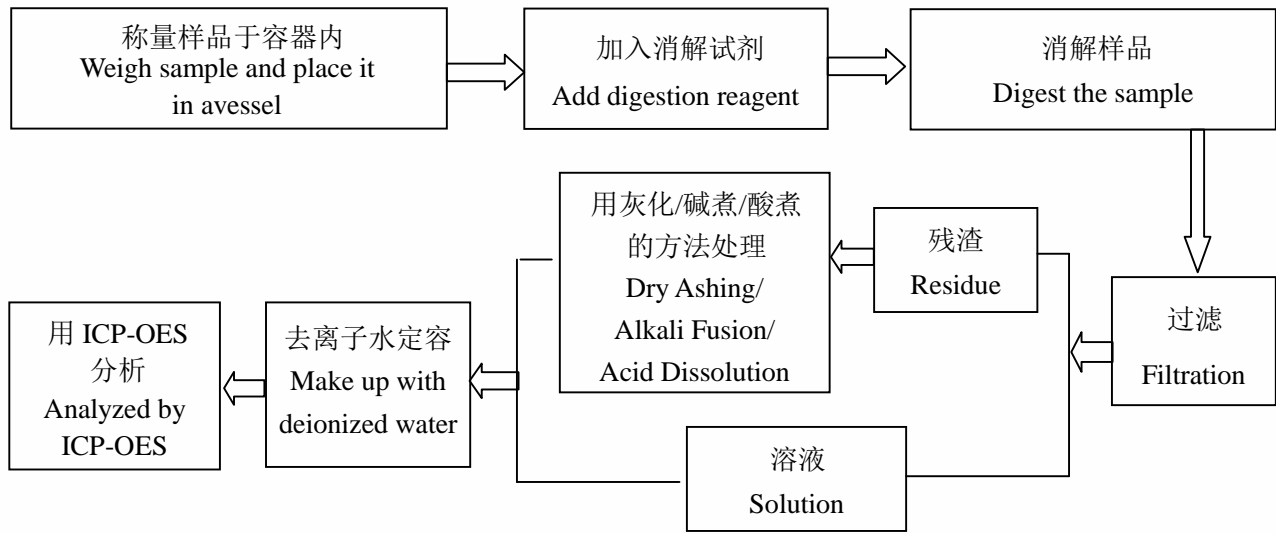 称量样品于容器内
Weigh sample and place it
in avessel
加入消解试剂
Add digestion reagent
消解样品
Digest the sample
过滤
Filtration
残渣
Residue
用灰化/碱煮/酸煮
的方法处理
Dry Ashing/
Alkali Fusion/
Acid Dissolution
溶液
Solution
去离子水定容
Make up with
deionized water
用 ICP-OES
分析
Analyzed by
ICP-OES